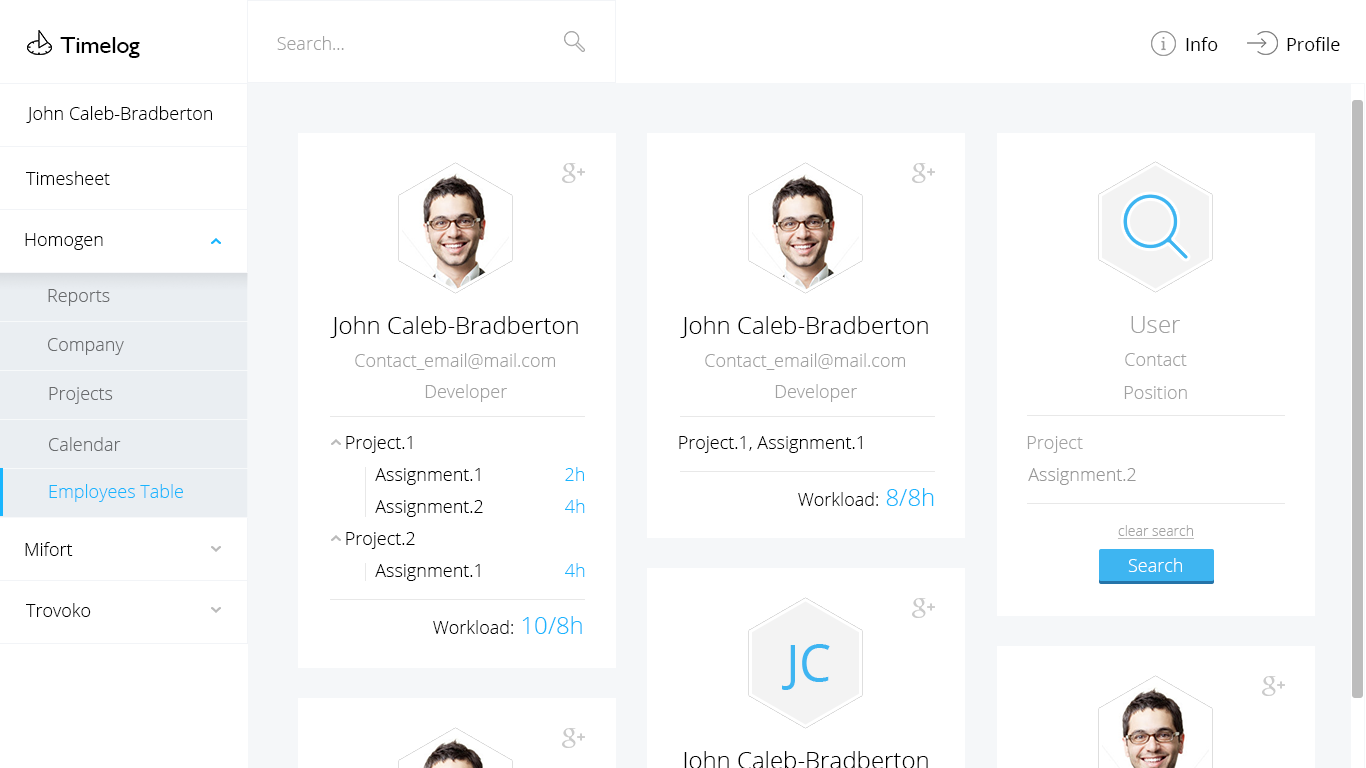 Timelog
Search...
Info
Profile
John Caleb-Bradberton
Timesheet
Homogen
Reports
Company
Projects
Calendar
Employees Table
Mifort
Trovoko
g+
John Caleb-Bradberton
Contact_email@mail.com
Developer
Project.1
Assignment.1 2h
Assignment.2 4h
Project.2
Assignment.1 4h
Workload: 10/8h
g+
g+
John Caleb-Bradberton
Contact_email@mail.com
Developer
Project.1, Assignment.1
Workload: 8/8h
g+
JC
John Caleb-Bradberton
User
Contact
Position
Project
Assignment.2
clear search
Search
g+